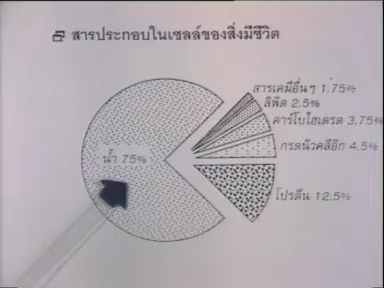 สารประกอบในเซลล์ของสิ่งมีชีวิต
สารเคมีอื่นๆ 1.75%
ลิพิด 2.5%
คาร์โบไฮเดรต 3.75%
กรดนิวคลีอิก 4.5%
น้ำ 75%
โปรตีน 12.5%